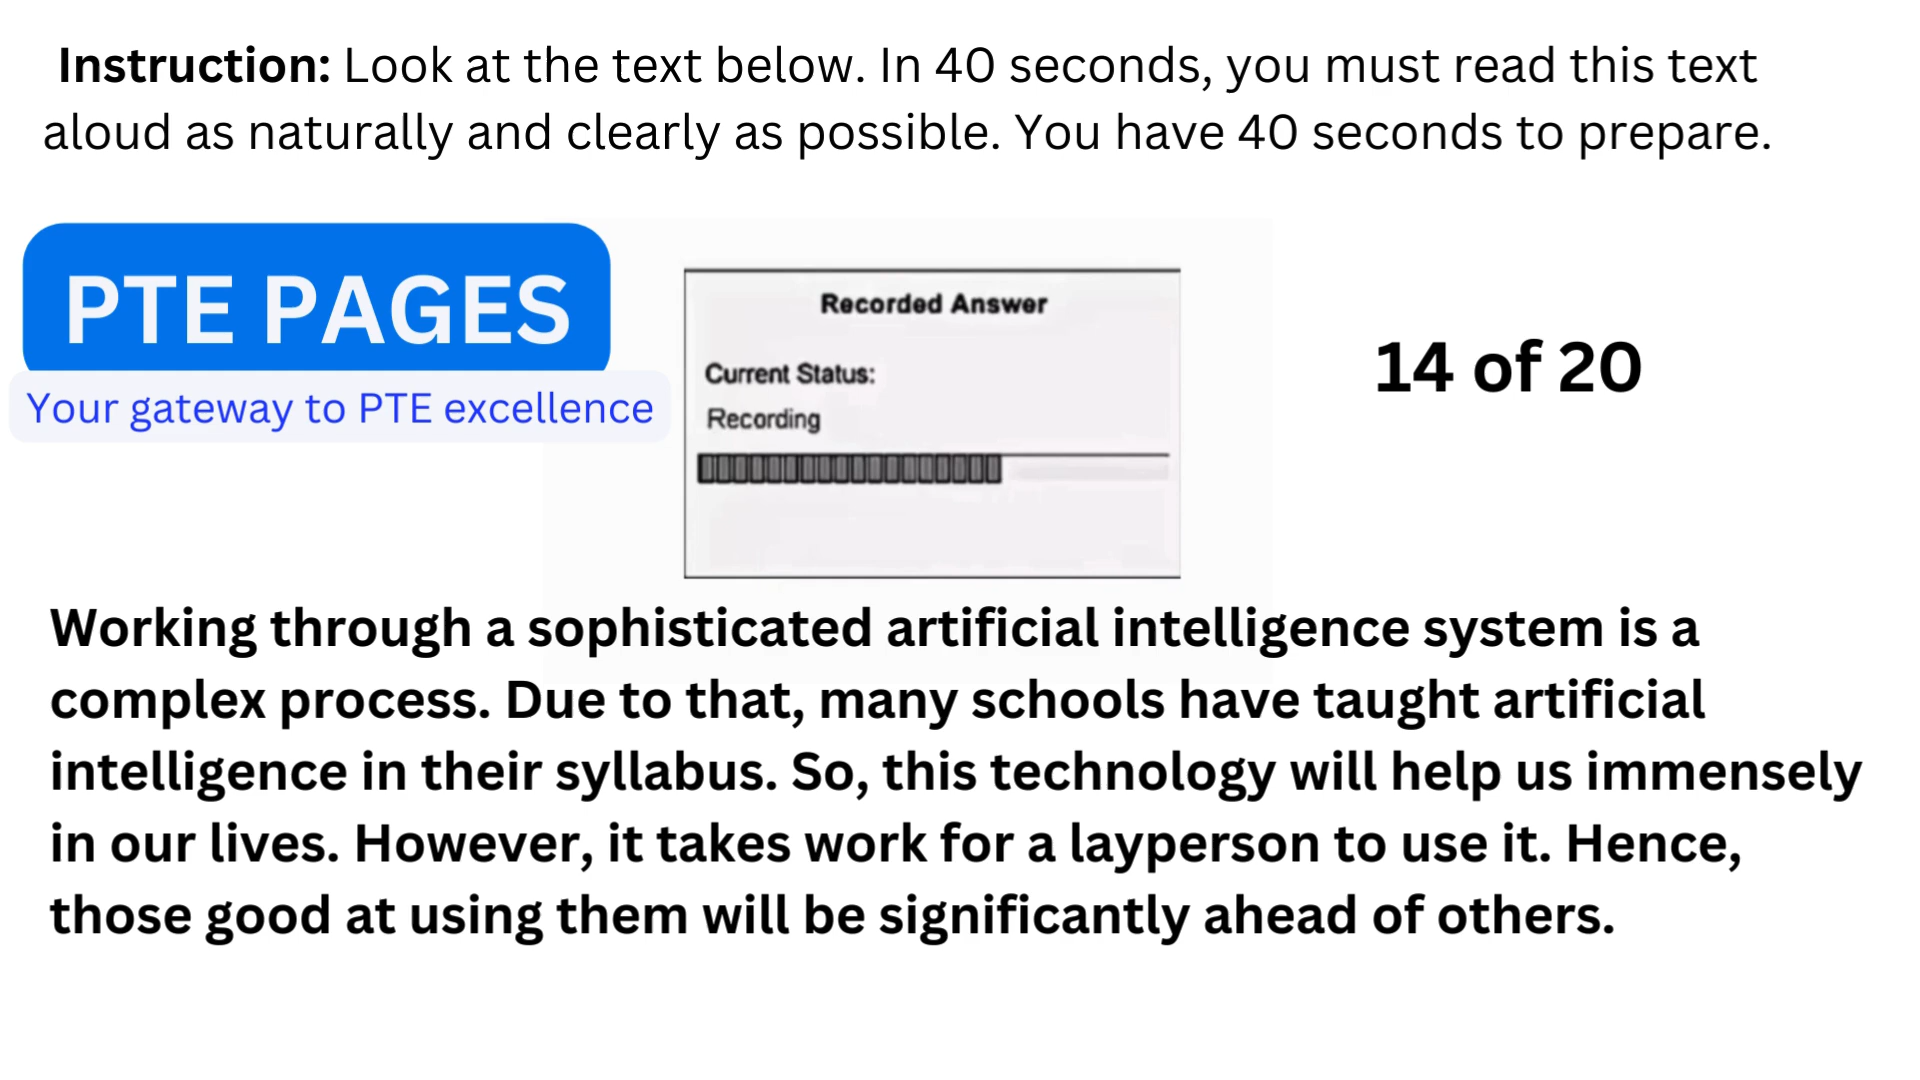 Instruction: Look at the text below. In 40 seconds, you must read this text
aloud as naturally and clearly as possible. You have 40 seconds to prepare.
PTE PAGES
Your gateway to PTE excellence
Recorded Answer
Current Status:
Recording
14 of 20
Working through a sophisticated artificial intelligence system is a
complex process. Due to that, many schools have taught artificial
intelligence in their syllabus. So, this technology will help us immensely
in our lives. However, it takes work for a layperson to use it. Hence,
those good at using them will be significantly ahead of others.